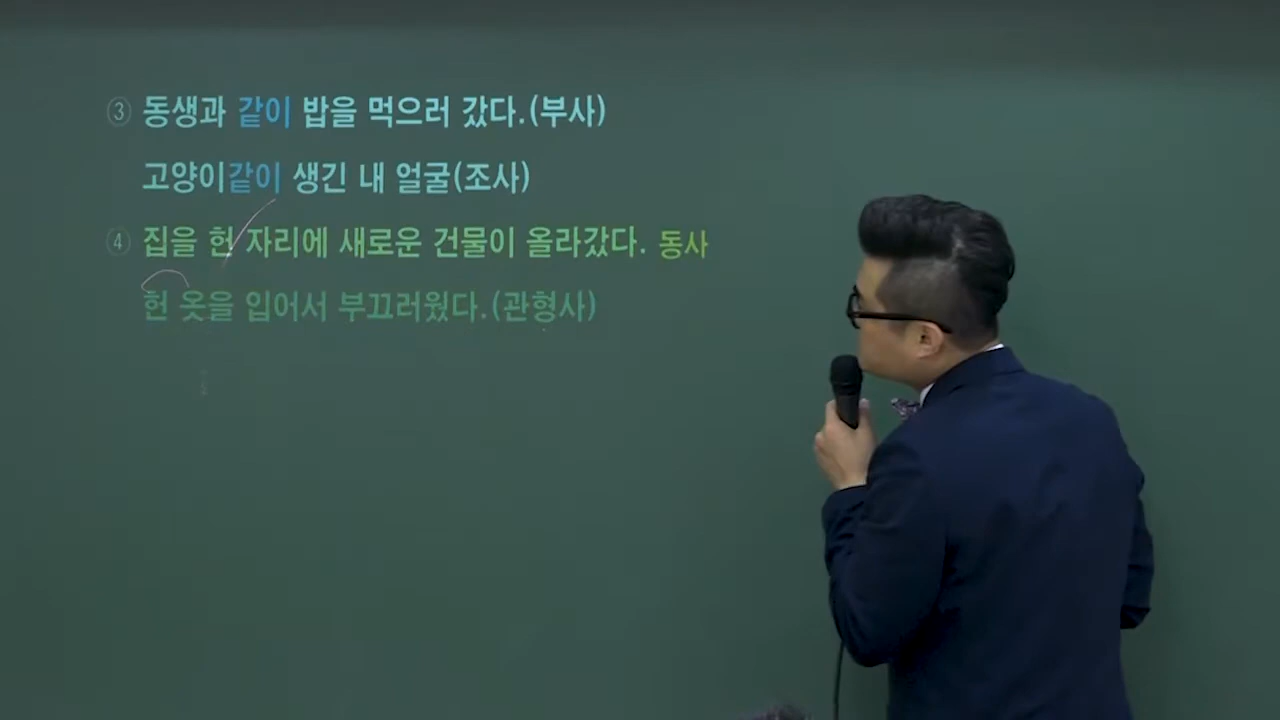 ③ 동생과 같이 밥을 먹으러 갔다.(부사)
고양이같이 생긴 내 얼굴(조사)
④ 집을 헌 자리에 새로운 건물이 올라갔다. 동사
헌 옷을 입어서 부끄러웠다.(관형사)